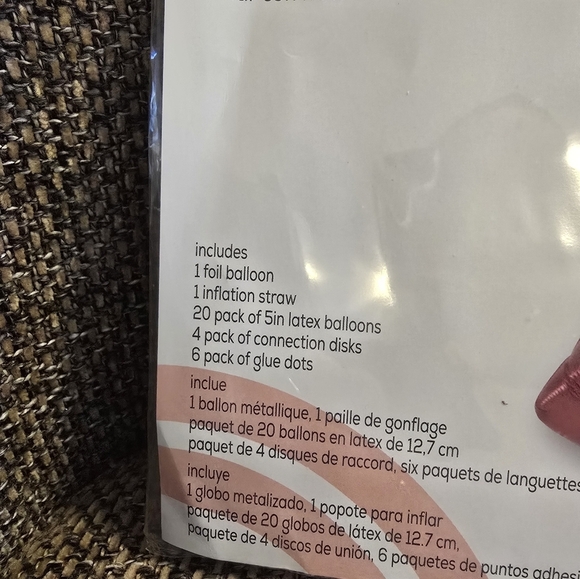 includes
1 foil balloon
1 inflation straw
20 pack of 5in latex balloons
4 pack of connection disks
6 pack of glue dots
inclue
1 ballon métallique, 1 paille de gonflage
paquet de 20 ballons en latex de 12,7 cm
paquet de 4 disques de raccord, six paquets de languettes
incluye
1 globo metalizado, 1 popote para inflar
paquete de 20 globos de látex de 12.7 cm,
paquete de 4 discos de unión, 6 paquetes de puntos adhesi